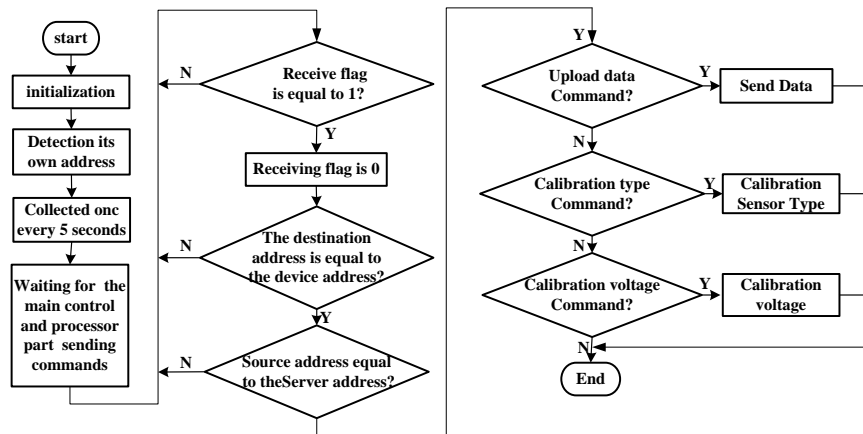 start
initialization
Detection its
own address
Collected onc
every 5 seconds
Waiting for the
main control
and processor
part sending
commands
N
Receive flag
is equal to 1?
Y
Receiving flag is 0
N
The destination
address is equal to
the device address?
Y
N
Source address equal
to theServer address?
Y
Upload data
Command?
Y
Send Data
N
Calibration type
Command?
Y
Calibration
Sensor Type
N
Calibration voltage
Command?
Y
Calibration
voltage
N
End